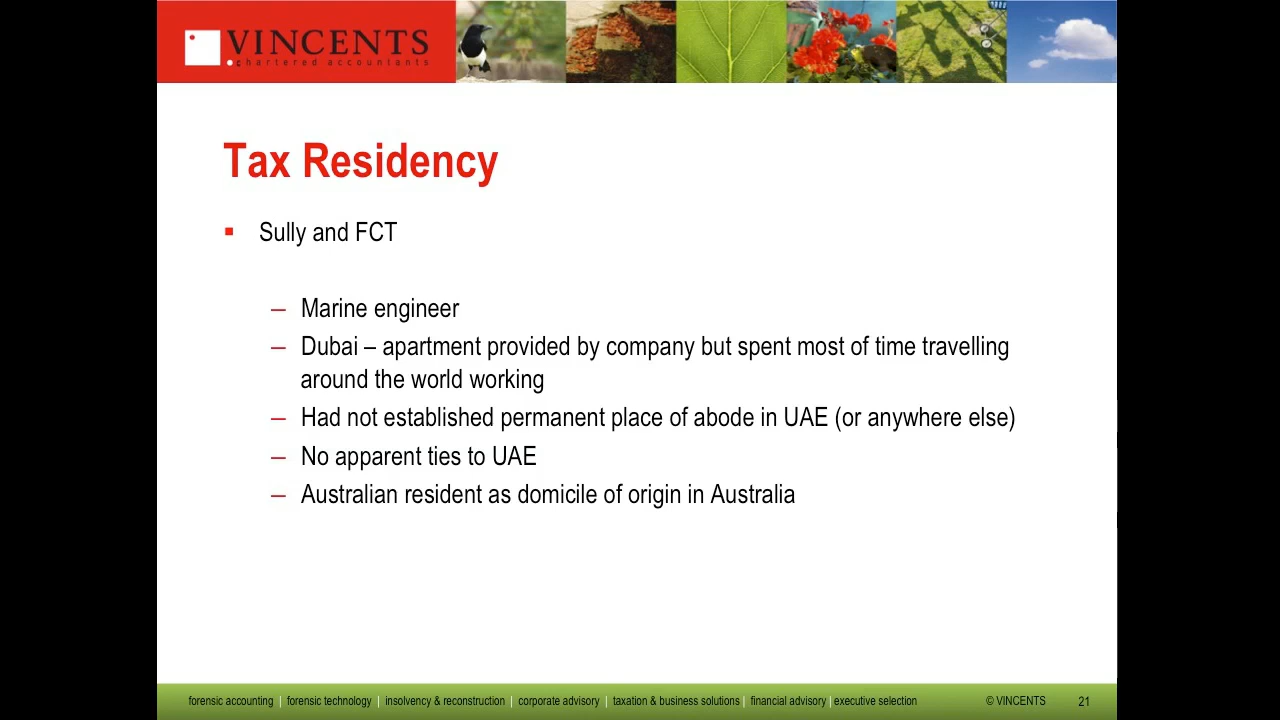 VINCENTS
chartered accountants
Tax Residency
▪ Sully and FCT
– Marine engineer
– Dubai – apartment provided by company but spent most of time travelling
around the world working
– Had not established permanent place of abode in UAE (or anywhere else)
– No apparent ties to UAE
– Australian resident as domicile of origin in Australia
forensic accounting | forensic technology | insolvency & reconstruction | corporate advisory | taxation & business solutions | financial advisory | executive selection © VINCENTS 21